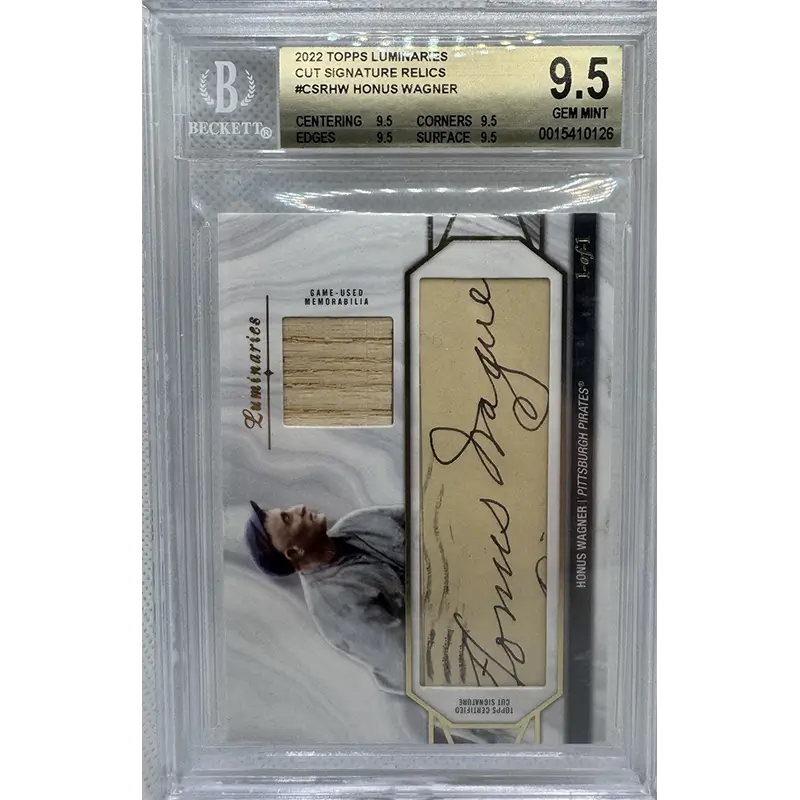 B
BECKETT®
2022 TOPPS LUMINARIES
CUT SIGNATURE RELICS
#CSRHW HONUS WAGNER
CENTERING 9.5 CORNERS 9.5
EDGES 9.5 SURFACE 9.5
9.5
GEM MINT
0015410126
GAME-USED
MEMORABILIA
Luminaries
Honus Wagne
TOPPS CERTIFIED
CUT SIGNATURE
HONUS WAGNER | PITTSBURGH PIRATES®
1-of-1